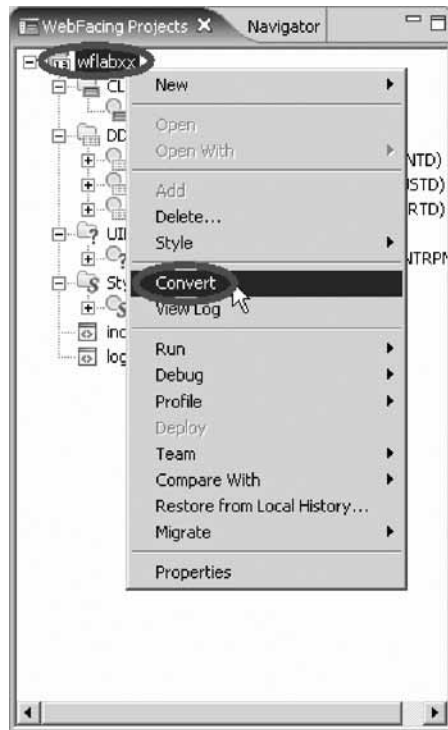 WebFacing Projects Navigator
wflabxx
CL
DD
NTD)
STD)
RTD)
UI
NTRPN
Sty
inc
log
New
Open
Open With
Add
Delete...
Style
Convert
View Log
Run
Debug
Profile
Deploy
Team
Compare With
Restore from Local History...
Migrate
Properties